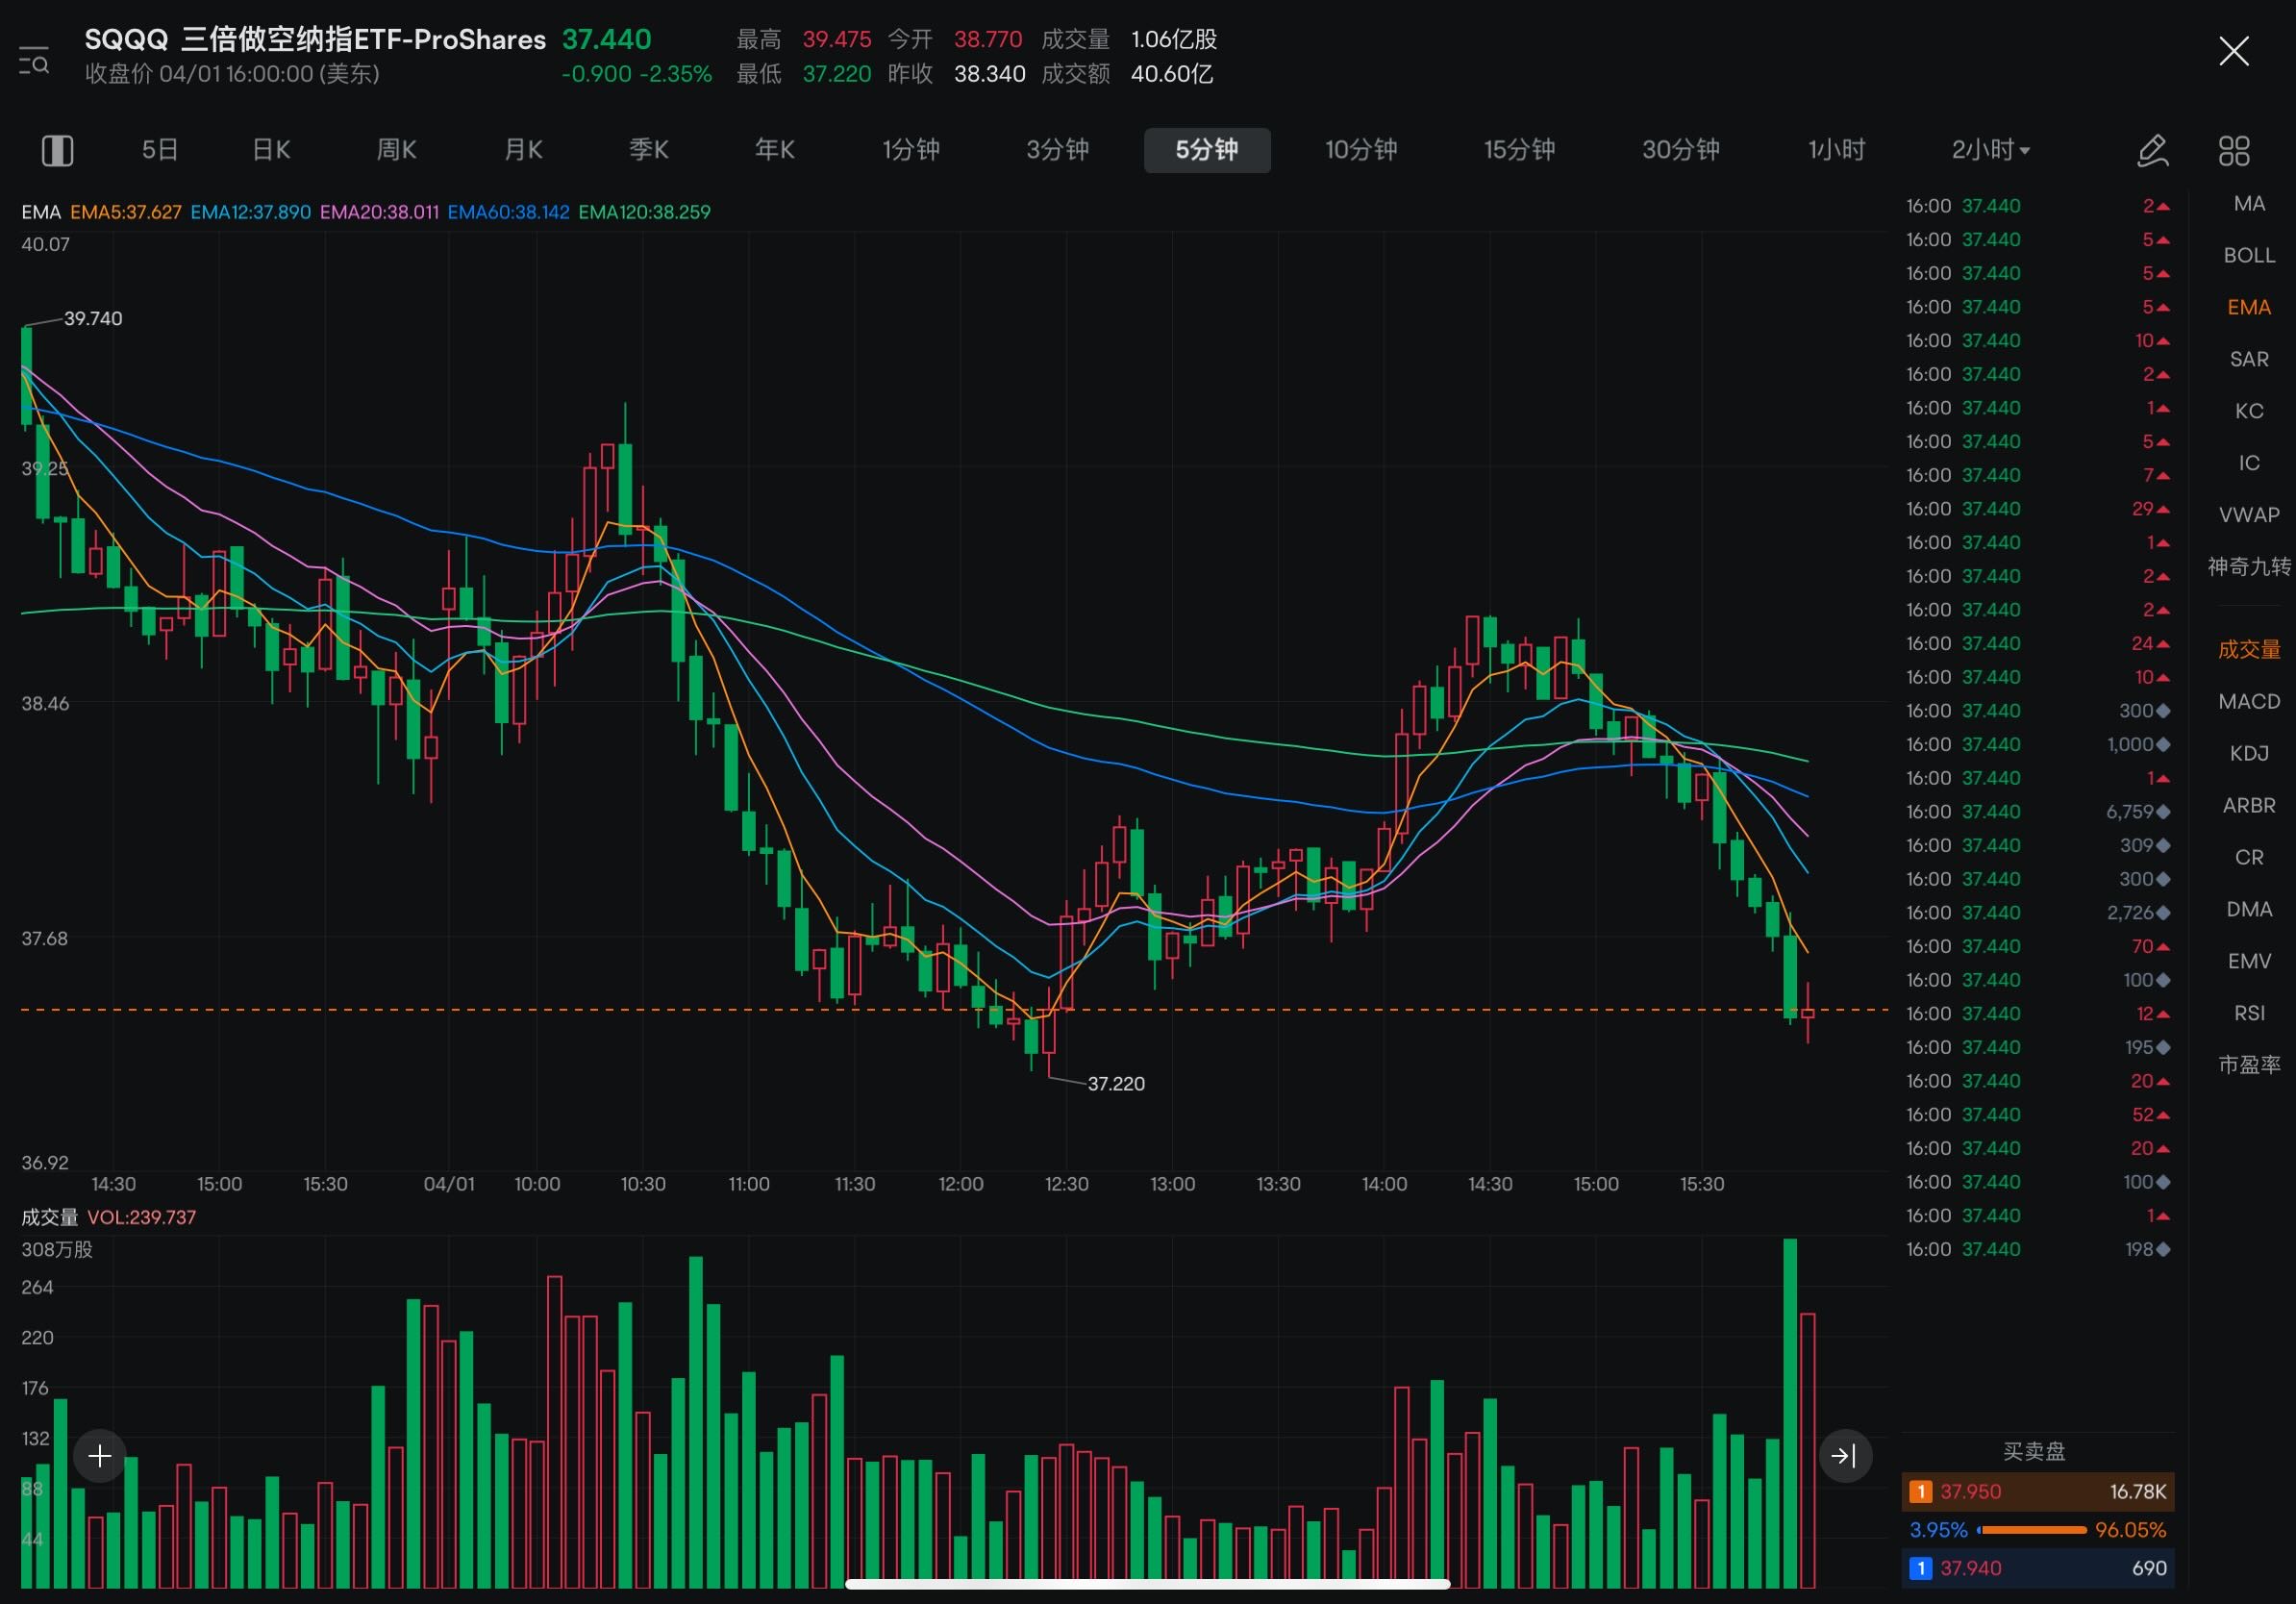 SQQQ 三倍做空纳指ETF-ProShares 37.440 最高 39.475 今开 38.770 成交量 1.06亿股
收盘价 04/01 16:00:00 (美东) -0.900 -2.35% 最低 37.220 昨收 38.340 成交额 40.60亿
5日 日K 周K 月K 季K 年K 1分钟 3分钟 5分钟 10分钟 15分钟 30分钟 1小时 2小时
EMA EMA5:37.627 EMA12:37.890 EMA20:38.011 EMA60:38.142 EMA120:38.259
40.07
39.740
39.25
38.46
37.68
37.220
36.92
14:30 15:00 15:30 04/01 10:00 10:30 11:00 11:30 12:00 12:30 13:00 13:30 14:00 14:30 15:00 15:30
成交量 VOL:239.737
308万股
264
220
176
132
88
44
16:00 37.440 2
16:00 37.440 5
16:00 37.440 5
16:00 37.440 5
16:00 37.440 10
16:00 37.440 2
16:00 37.440 1
16:00 37.440 5
16:00 37.440 7
16:00 37.440 29
16:00 37.440 1
16:00 37.440 2
16:00 37.440 2
16:00 37.440 24
16:00 37.440 10
16:00 37.440 300
16:00 37.440 1,000
16:00 37.440 1
16:00 37.440 6,759
16:00 37.440 309
16:00 37.440 300
16:00 37.440 2,726
16:00 37.440 70
16:00 37.440 100
16:00 37.440 12
16:00 37.440 195
16:00 37.440 20
16:00 37.440 52
16:00 37.440 20
16:00 37.440 100
16:00 37.440 1
16:00 37.440 198
买卖盘
1 37.950 16.78K
3.95% 96.05%
1 37.940 690
MA
BOLL
EMA
SAR
KC
IC
VWAP
神奇九转
成交量
MACD
KDJ
ARBR
CR
DMA
EMV
RSI
市盈率